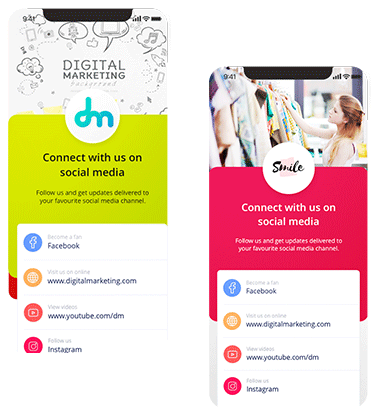 9:41
DIGITAL
MARKETING
background
dm
Connect with us on
social media
Follow us and get updates delivered to
your favourite social media channel.
Become a fan
Facebook
Visit us on online
www.digitalmarketing.com
View videos
www.youtube.com/dm
Follow us
Instagram
9:41
Smile
Connect with us on
social media
Follow us and get updates delivered to
your favourite social media channel.
Become a fan
Facebook
Visit us on online
www.digitalmarketing.com
View videos
www.youtube.com/dm
Follow us
Instagram